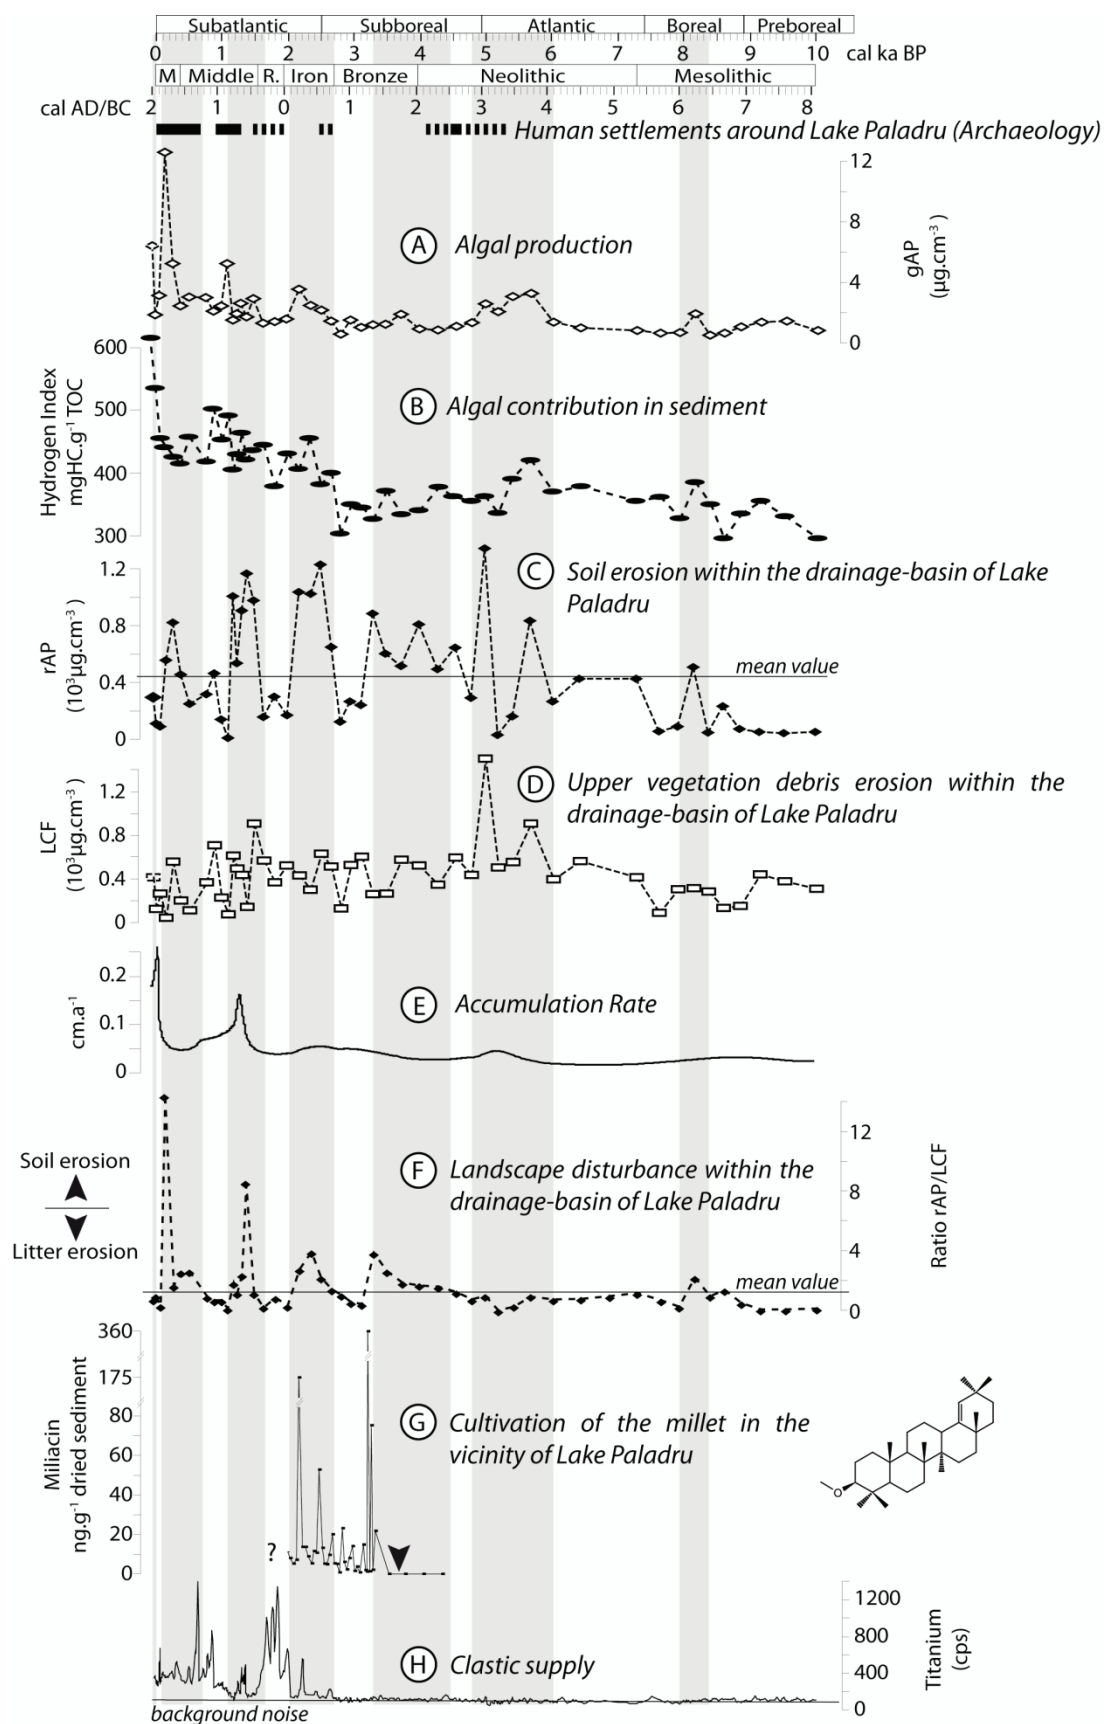 Subatlantic Subboreal Atlantic Boreal Preboreal
0 1 2 3 4 5 6 7 8 9 10 cal ka BP
M Middle R. Iron Bronze Neolithic Mesolithic
cal AD/BC 2 1 0 1 2 3 4 5 6 7 8
Human settlements around Lake Paladru (Archaeology)
12
8
4
0
gAP
(µg.cm⁻³ )
A Algal production
600
500
400
300
Hydrogen Index
mgHC.g⁻¹ TOC
B Algal contribution in sediment
1.2
0.8
0.4
0
rAP
(10³µg.cm⁻³ )
C Soil erosion within the drainage-basin of Lake
Paladru
mean value
1.2
0.8
0.4
0
LCF
(10³µg.cm⁻³ )
D Upper vegetation debris erosion within the
drainage-basin of Lake Paladru
0.2
0.1
0
cm.a⁻¹
E Accumulation Rate
Soil erosion
Litter erosion
12
8
4
0
Ratio rAP/LCF
F Landscape disturbance within the
drainage-basin of Lake Paladru
mean value
360
175
80
60
40
20
0
Miliacin
ng.g⁻¹ dried sediment
G Cultivation of the millet in the
vicinity of Lake Paladru
?
O
1200
800
400
0
Titanium
(cps)
H Clastic supply
background noise